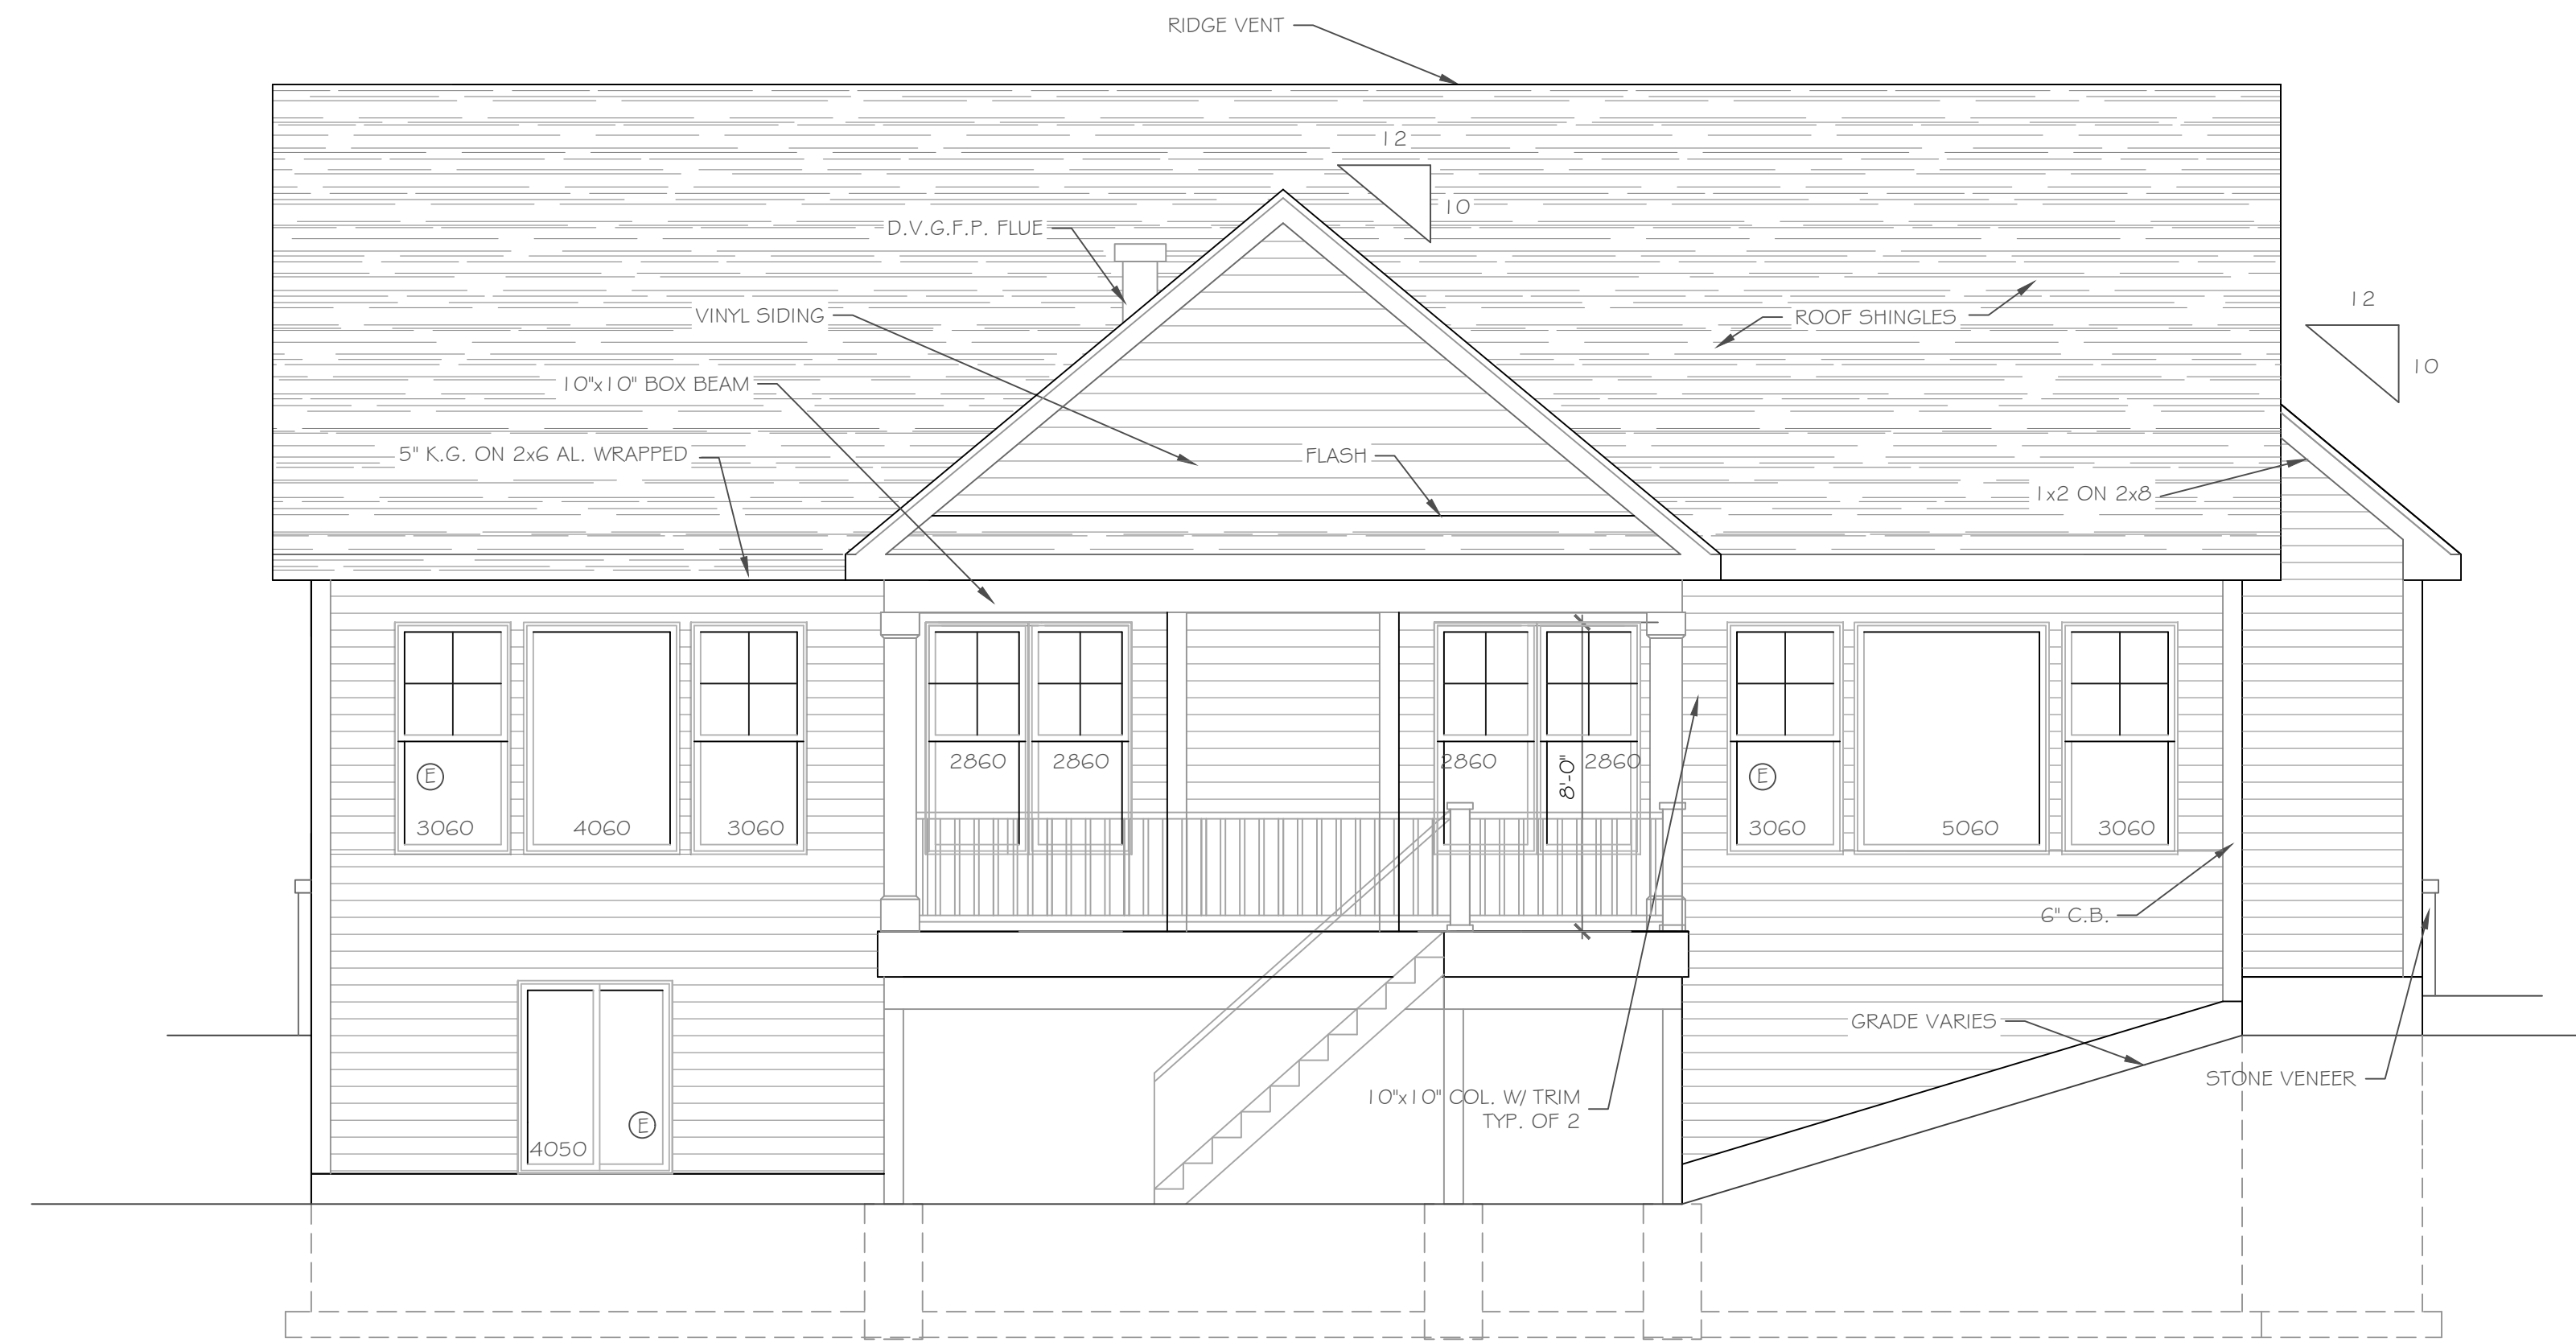 RIDGE VENT
12
10
D.V.G.F.P. FLUE
12
VINYL SIDING
ROOF SHINGLES
10
10"x10" BOX BEAM
5" K.G. ON 2x6 AL. WRAPPED
FLASH
1x2 ON 2x8
2860 2860 2860 2860
8'-0"
E E
3060 4060 3060 3060 5060 3060
6" C.B.
GRADE VARIES
STONE VENEER
10"x10" COL. W/ TRIM
TYP. OF 2
E
4050